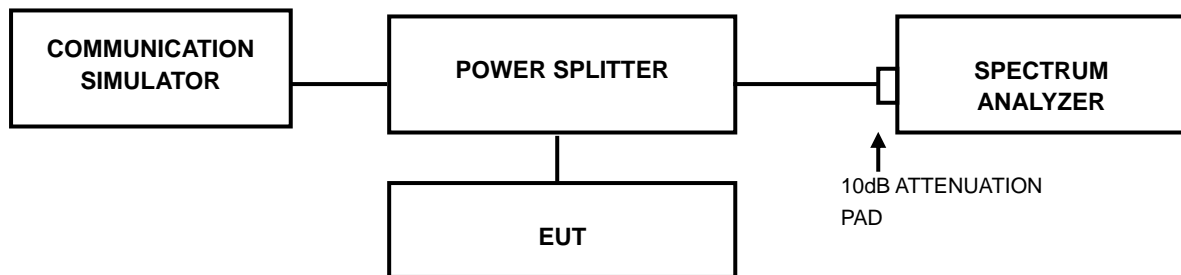 COMMUNICATION
SIMULATOR
POWER SPLITTER
SPECTRUM
ANALYZER
10dB ATTENUATION
PAD
EUT